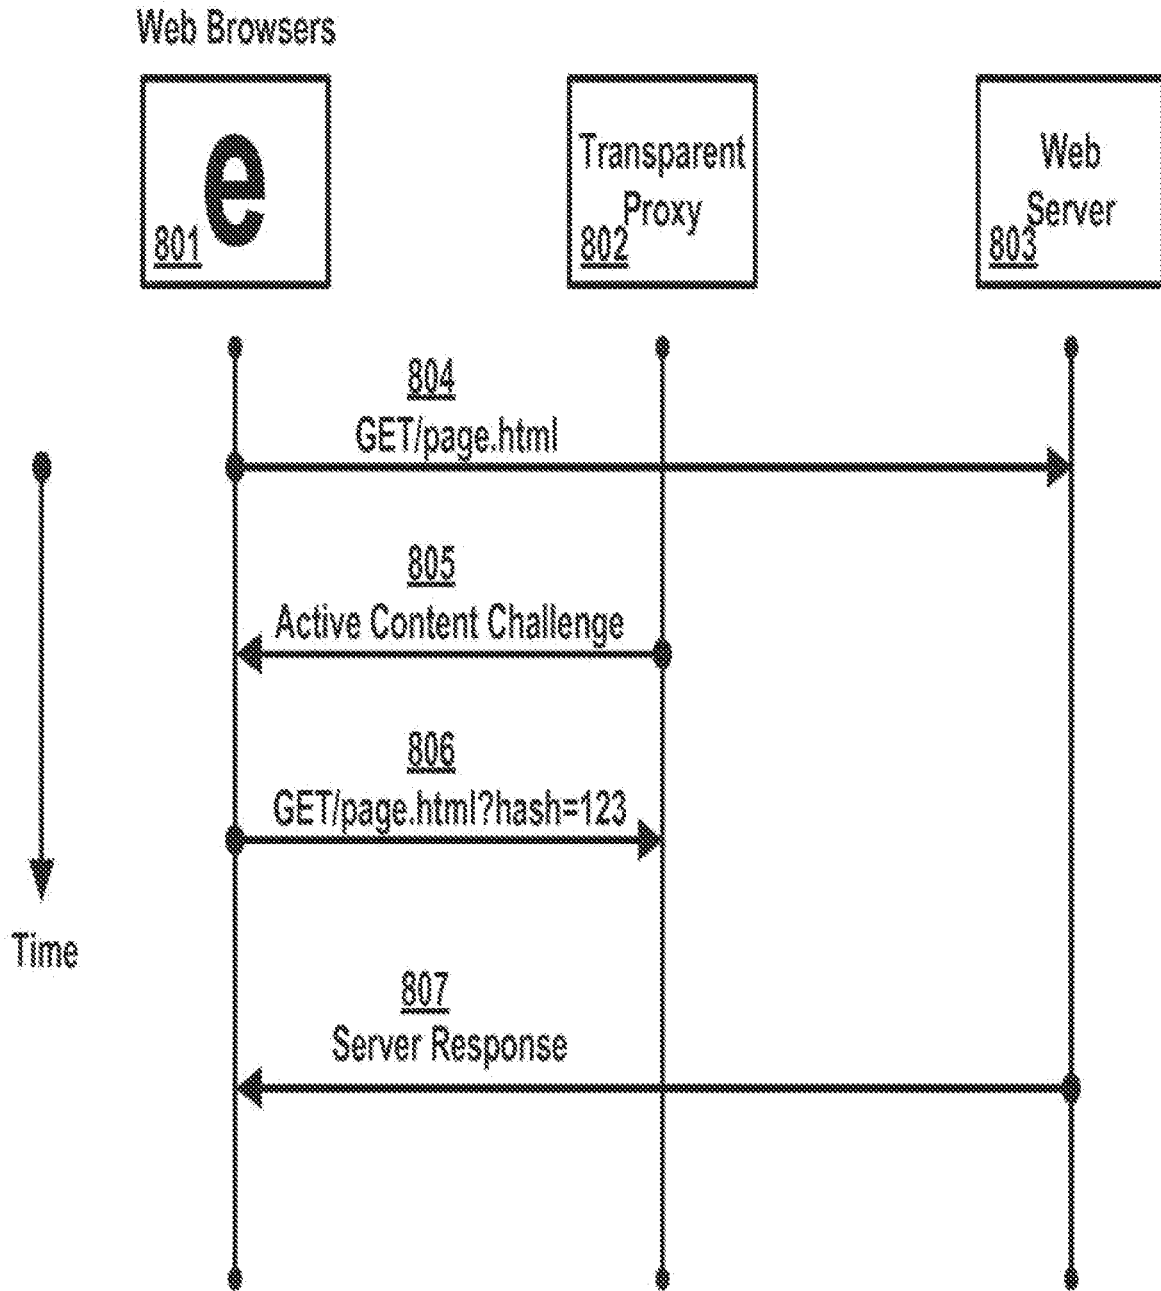 Web Browsers
e
801
Transparent
Proxy
802
Web
Server
803
804
GET/page.html
805
Active Content Challenge
806
GET/page.html?hash=123
Time
807
Server Response